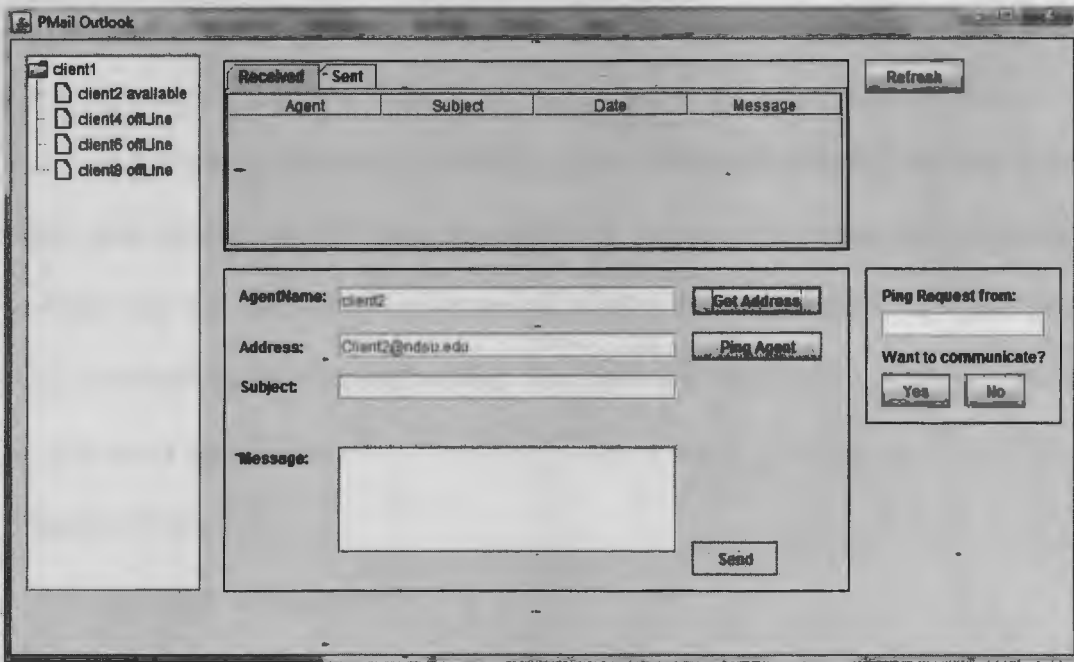 PMail Outlook
client1
client2 available
client4 offLine
client6 offLine
client8 offLine
Received Sent
Agent Subject Date Message
Refresh
AgentName: client2 Get Address
Address: Client2@ndsu.edu Ping Agent
Subject:
Message:
Send
Ping Request from:
Want to communicate?
Yes No